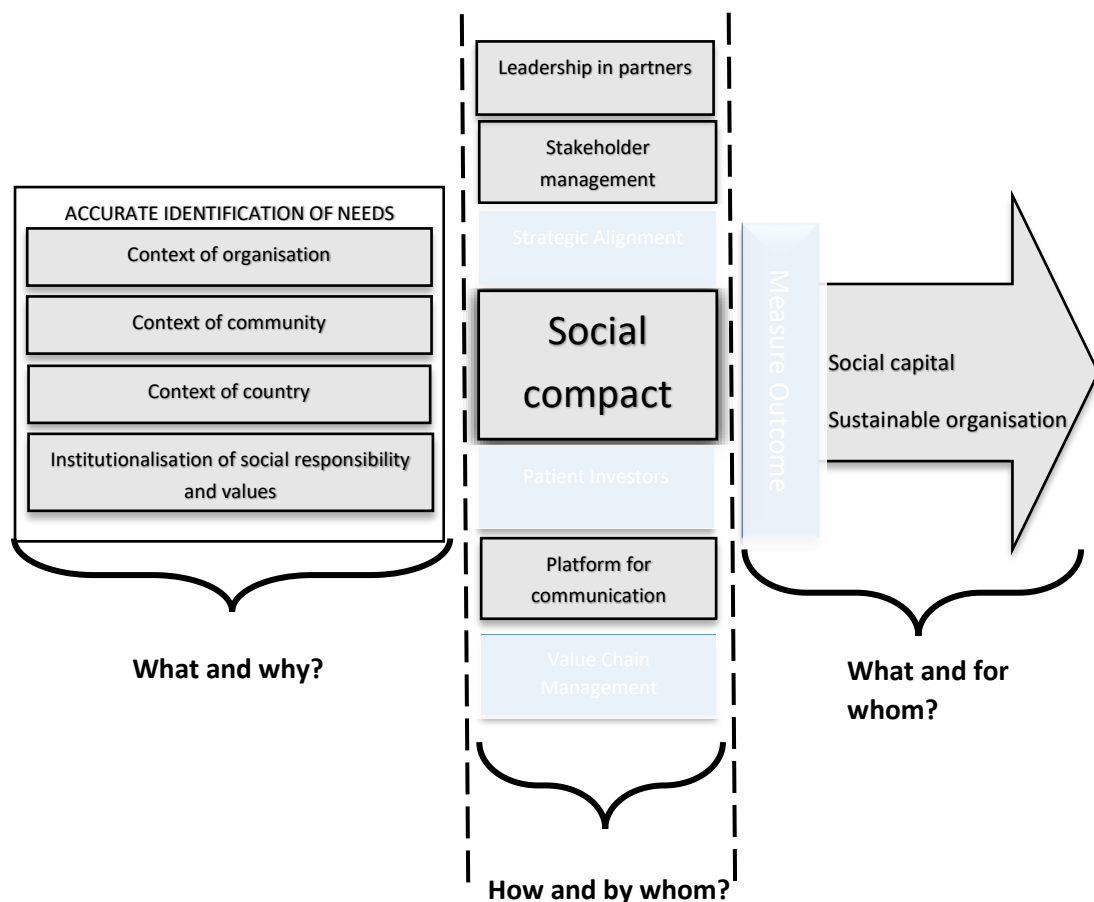 ACCURATE IDENTIFICATION OF NEEDS
Context of organisation
Context of community
Context of country
Institutionalisation of social responsibility
and values
What and why?
Leadership in partners
Stakeholder
management
Strategic Alignment
Social
compact
Patient Investors
Platform for
communication
Value Chain
Management
How and by whom?
Measure Outcome
Social capital
Sustainable organisation
What and for
whom?